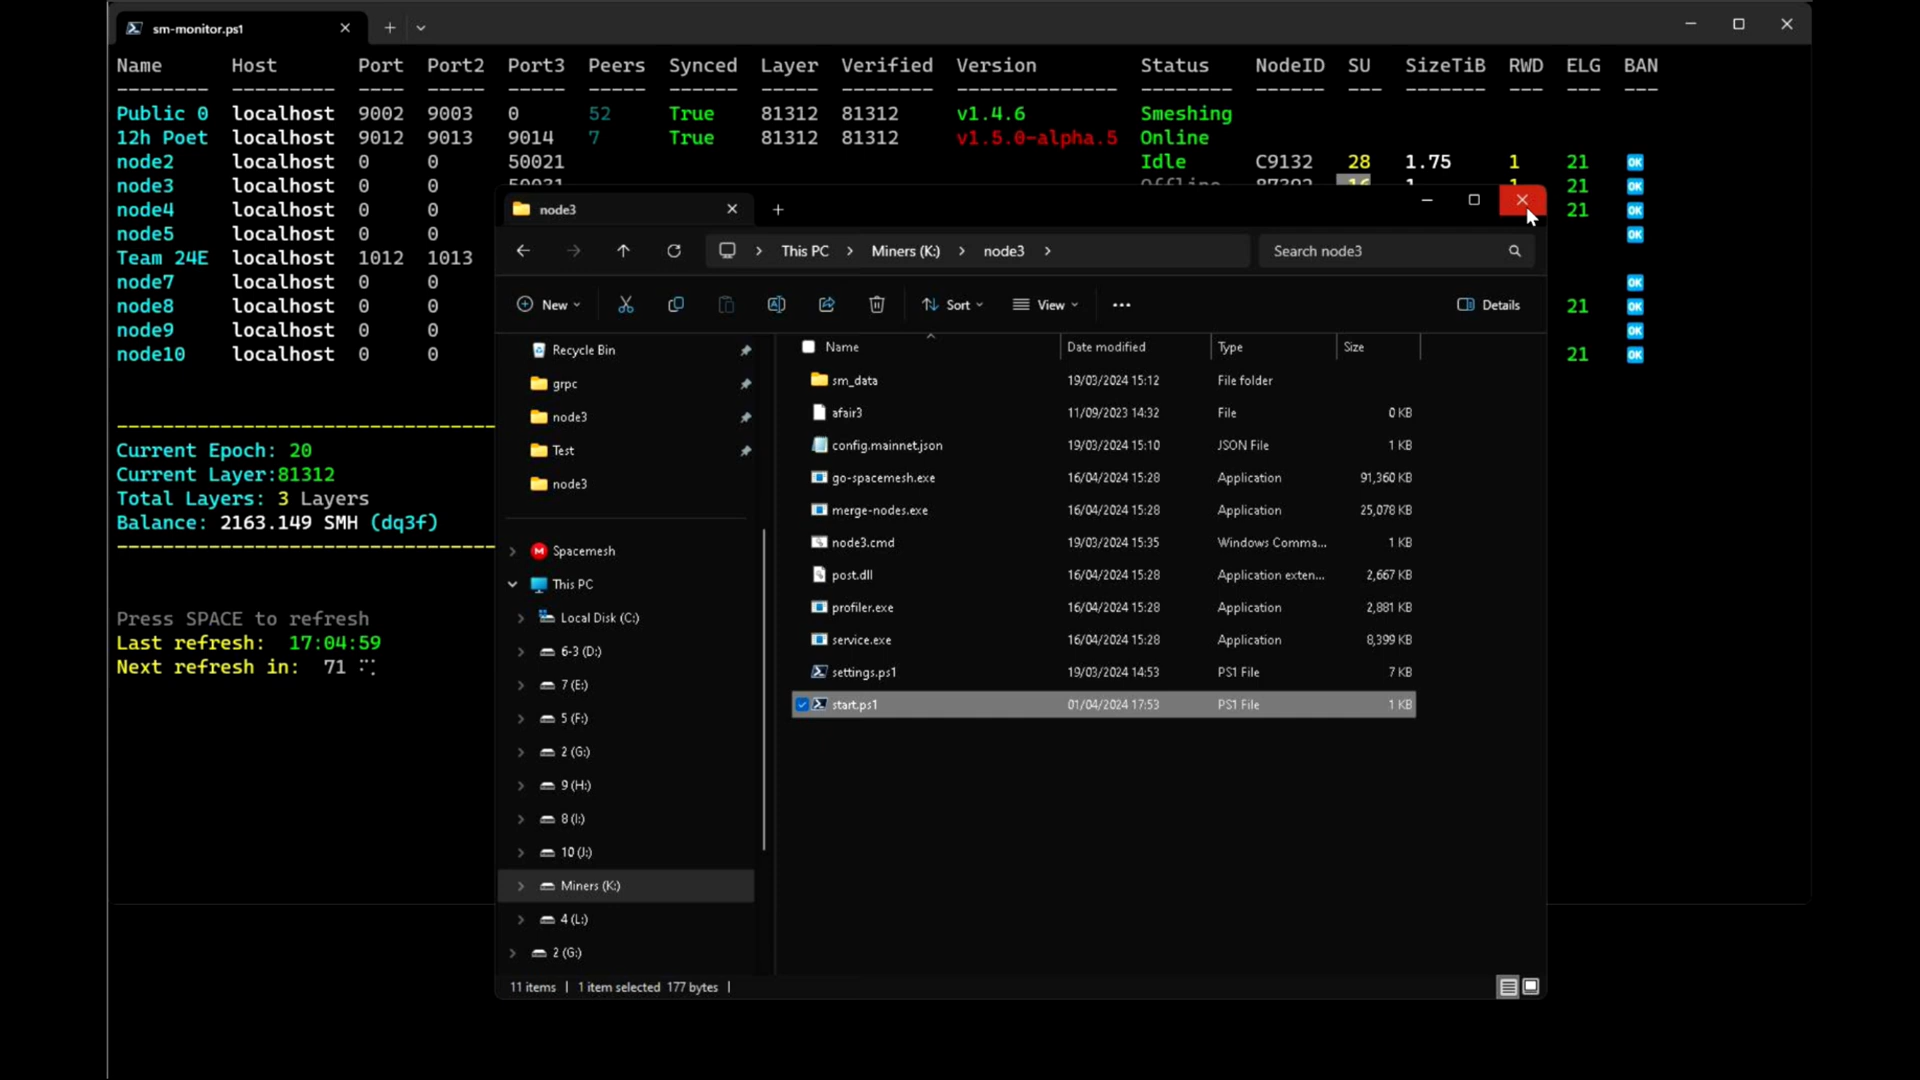 sm-monitor.ps1
Name Host Port Port2 Port3 Peers Synced Layer Verified Version Status NodeID SU SizeTiB RWD ELG BAN
Public 0 localhost 9002 9003 0 52 True 81312 81312 v1.4.6 Smeshing
12h Poet localhost 9012 9013 9014 7 True 81312 81312 v1.5.0-alpha.5 Online
node2 localhost 0 0 50021 Idle C9132 28 1.75 1 21 OK
node3 localhost 0 0 50031 Offline 87392 16 1 1 21 OK
node4 localhost 0 0 21 OK
node5 localhost 0 0 OK
Team 24E localhost 1012 1013
node7 localhost 0 0 OK
node8 localhost 0 0 21 OK
node9 localhost 0 0 OK
node10 localhost 0 0 21 OK
Current Epoch: 20
Current Layer:81312
Total Layers: 3 Layers
Balance: 2163.149 SMH (dq3f)
Press SPACE to refresh
Last refresh: 17:04:59
Next refresh in: 71
node3
This PC > Miners (K:) > node3 >
Search node3
New
Sort
View
Details
Recycle Bin
grpc
node3
Test
node3
Spacemesh
This PC
Local Disk (C:)
6-3 (D:)
7 (E:)
5 (F:)
2 (G:)
9 (H:)
8 (I:)
10 (J:)
Miners (K:)
4 (L:)
2 (G:)
Name Date modified Type Size
sm_data 19/03/2024 15:12 File folder
afair3 11/09/2023 14:32 File 0 KB
config.mainnet.json 19/03/2024 15:10 JSON File 1 KB
go-spacemesh.exe 16/04/2024 15:28 Application 91,360 KB
merge-nodes.exe 16/04/2024 15:28 Application 25,078 KB
node3.cmd 19/03/2024 15:35 Windows Comma... 1 KB
post.dll 16/04/2024 15:28 Application exten... 2,667 KB
profiler.exe 16/04/2024 15:28 Application 2,881 KB
service.exe 16/04/2024 15:28 Application 8,399 KB
settings.ps1 19/03/2024 14:53 PS1 File 7 KB
start.ps1 01/04/2024 17:53 PS1 File 1 KB
11 items | 1 item selected 177 bytes |